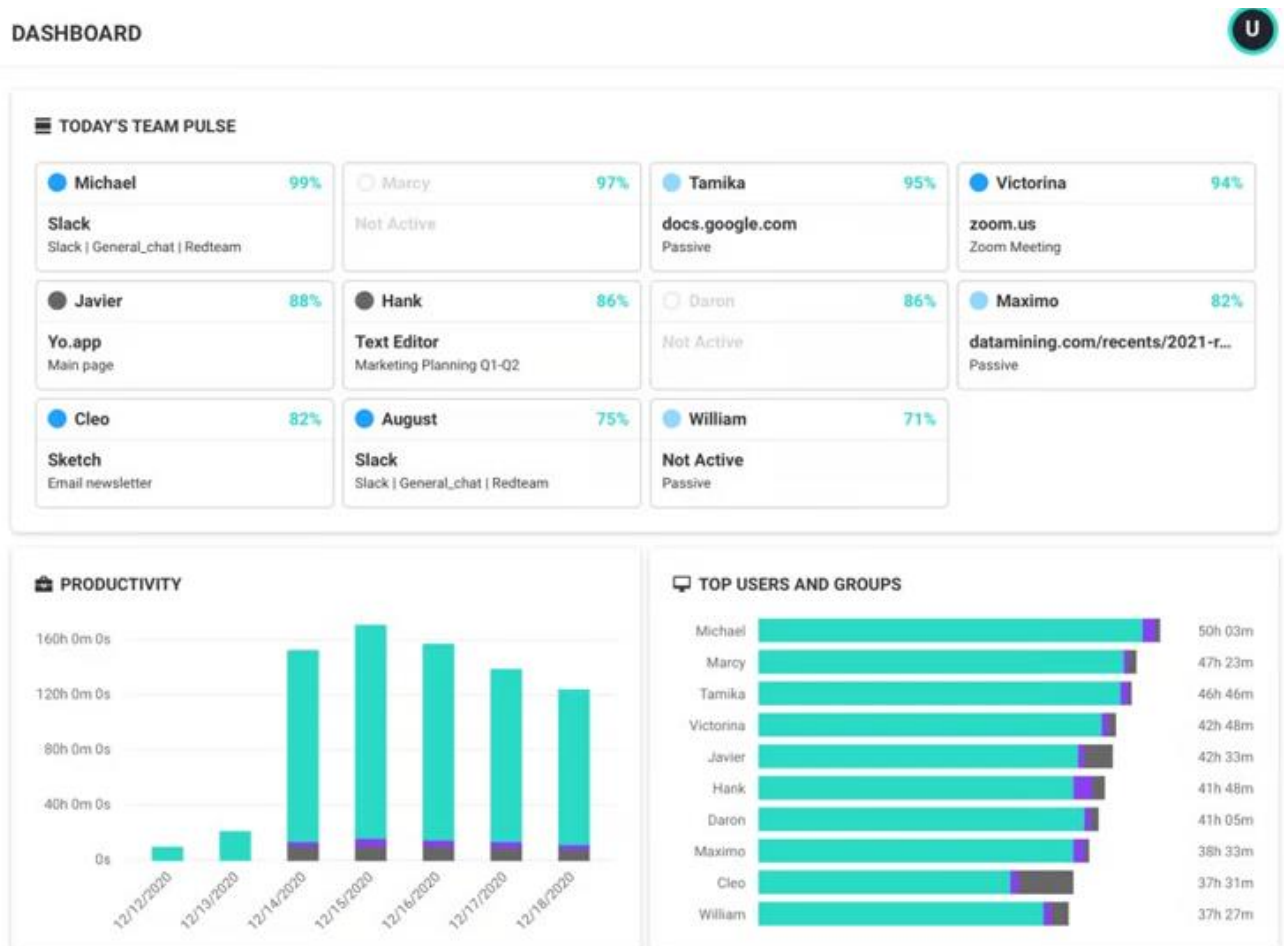 DASHBOARD
U
TODAY'S TEAM PULSE
Michael 99%
Slack
Slack | General_chat | Redteam
Marcy 97%
Not Active
Tamika 95%
docs.google.com
Passive
Victorina 94%
zoom.us
Zoom Meeting
Javier 88%
Yo.app
Main page
Hank 86%
Text Editor
Marketing Planning Q1-Q2
Daron 86%
Not Active
Maximo 82%
datamining.com/recents/2021-r...
Passive
Cleo 82%
Sketch
Email newsletter
August 75%
Slack
Slack | General_chat | Redteam
William 71%
Not Active
Passive
PRODUCTIVITY
160h 0m 0s
120h 0m 0s
80h 0m 0s
40h 0m 0s
0s
12/12/2020
12/13/2020
12/14/2020
12/15/2020
12/16/2020
12/17/2020
12/18/2020
TOP USERS AND GROUPS
Michael 50h 03m
Marcy 47h 23m
Tamika 46h 46m
Victorina 42h 48m
Javier 42h 33m
Hank 41h 48m
Daron 41h 05m
Maximo 38h 33m
Cleo 37h 31m
William 37h 27m